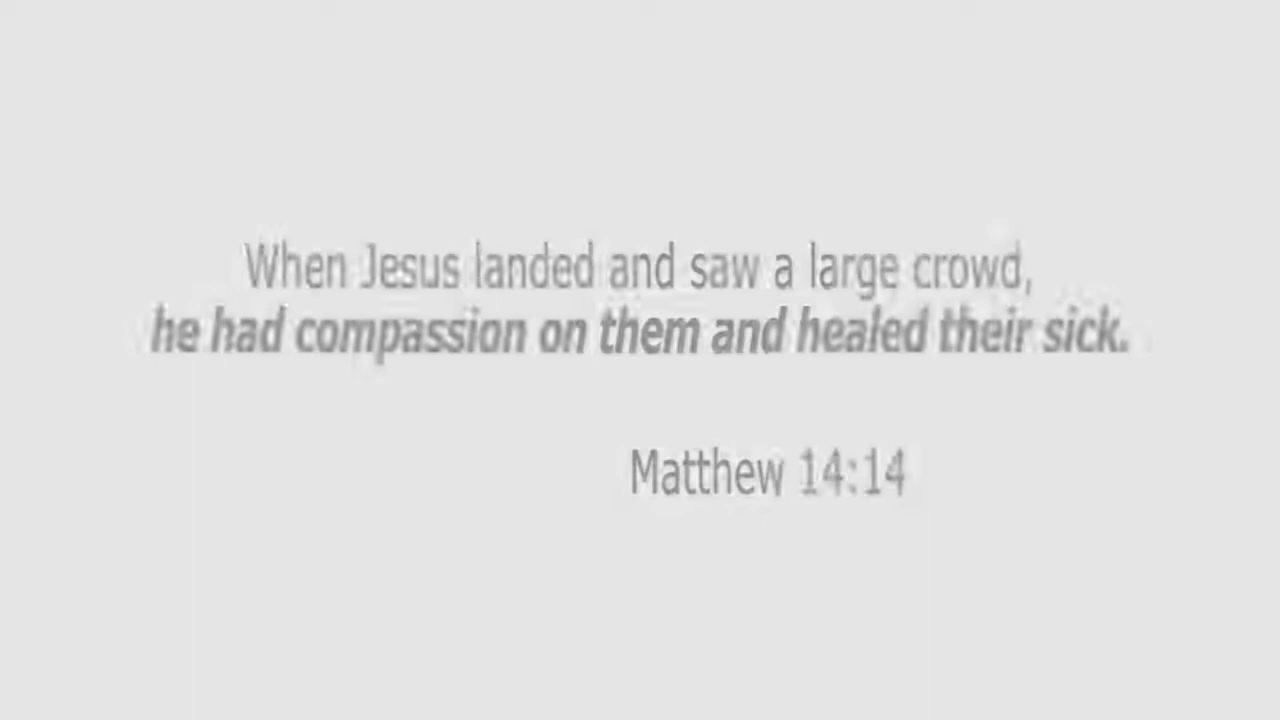 When Jesus landed and saw a large crowd,
he had compassion on them and healed their sick.
Matthew 14:14